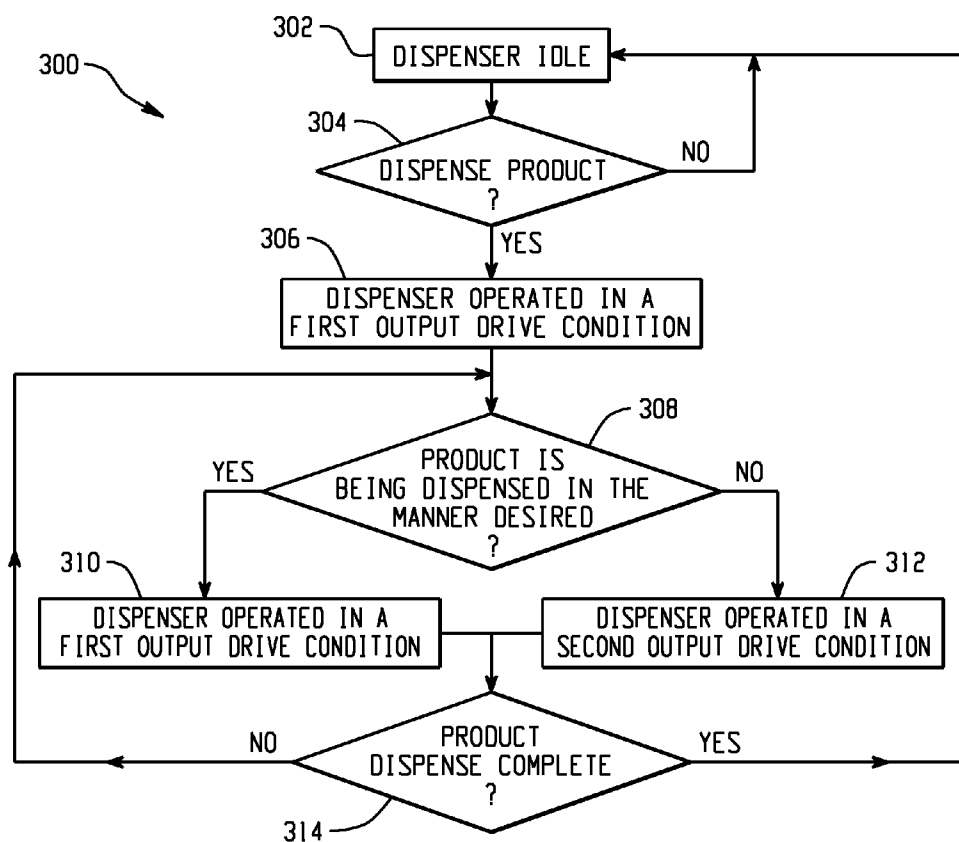 302
DISPENSER IDLE
300
304
DISPENSE PRODUCT
?
NO
YES
306
DISPENSER OPERATED IN A
FIRST OUTPUT DRIVE CONDITION
308
YES
PRODUCT IS
BEING DISPENSED IN THE
MANNER DESIRED
?
NO
310
DISPENSER OPERATED IN A
FIRST OUTPUT DRIVE CONDITION
312
DISPENSER OPERATED IN A
SECOND OUTPUT DRIVE CONDITION
NO
PRODUCT
DISPENSE COMPLETE
?
YES
314